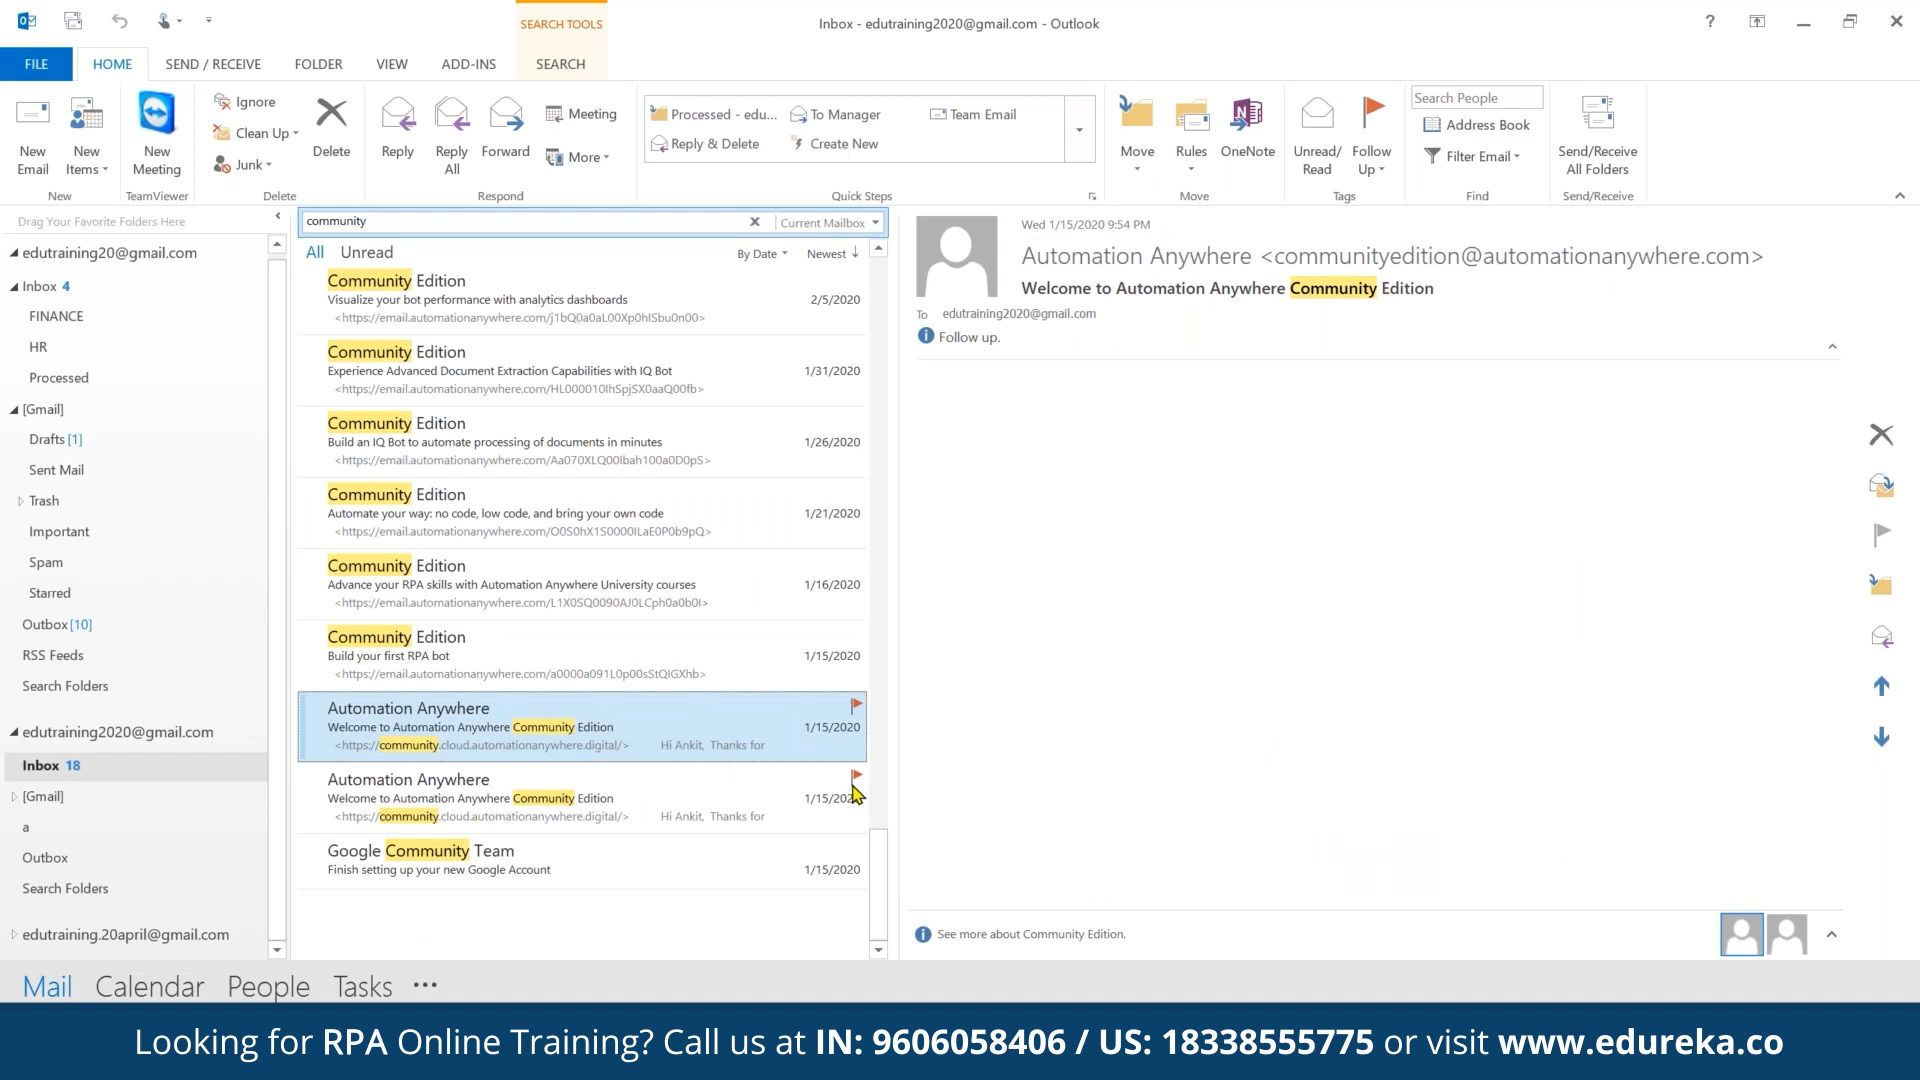 SEARCH TOOLS
Inbox - edutraining2020@gmail.com - Outlook
?
FILE
HOME
SEND / RECEIVE
FOLDER
VIEW
ADD-INS
SEARCH
New Email
New Items
New Meeting
Ignore
Clean Up
Junk
Delete
Reply
Reply All
Forward
Meeting
More
Processed - edu...
To Manager
Team Email
Reply & Delete
Create New
Move
Rules
OneNote
Unread/ Read
Follow Up
Search People
Address Book
Filter Email
Send/Receive All Folders
New
TeamViewer
Delete
Respond
Quick Steps
Move
Tags
Find
Send/Receive
Drag Your Favorite Folders Here
edutraining20@gmail.com
Inbox 4
FINANCE
HR
Processed
[Gmail]
Drafts [1]
Sent Mail
Trash
Important
Spam
Starred
Outbox [10]
RSS Feeds
Search Folders
edutraining2020@gmail.com
Inbox 18
[Gmail]
a
Outbox
Search Folders
edutraining.20april@gmail.com
community
Current Mailbox
All Unread
By Date
Newest
Community Edition
Visualize your bot performance with analytics dashboards 2/5/2020
Community Edition
Experience Advanced Document Extraction Capabilities with IQ Bot 1/31/2020
Community Edition
Build an IQ Bot to automate processing of documents in minutes 1/26/2020
Community Edition
Automate your way: no code, low code, and bring your own code 1/21/2020
Community Edition
Advance your RPA skills with Automation Anywhere University courses 1/16/2020
Community Edition
Build your first RPA bot 1/15/2020
Automation Anywhere
Welcome to Automation Anywhere Community Edition 1/15/2020
<https://community.cloud.automationanywhere.digital/> Hi Ankit, Thanks for
Automation Anywhere
Welcome to Automation Anywhere Community Edition
<https://community.cloud.automationanywhere.digital/> Hi Ankit, Thanks for
Google Community Team
Finish setting up your new Google Account 1/15/2020
Wed 1/15/2020 9:54 PM
Automation Anywhere <communityedition@automationanywhere.com>
Welcome to Automation Anywhere Community Edition
To edutraining2020@gmail.com
Follow up.
See more about Community Edition.
Mail Calendar People Tasks ...
Looking for RPA Online Training? Call us at IN: 9606058406 / US: 18338555775 or visit www.edureka.co